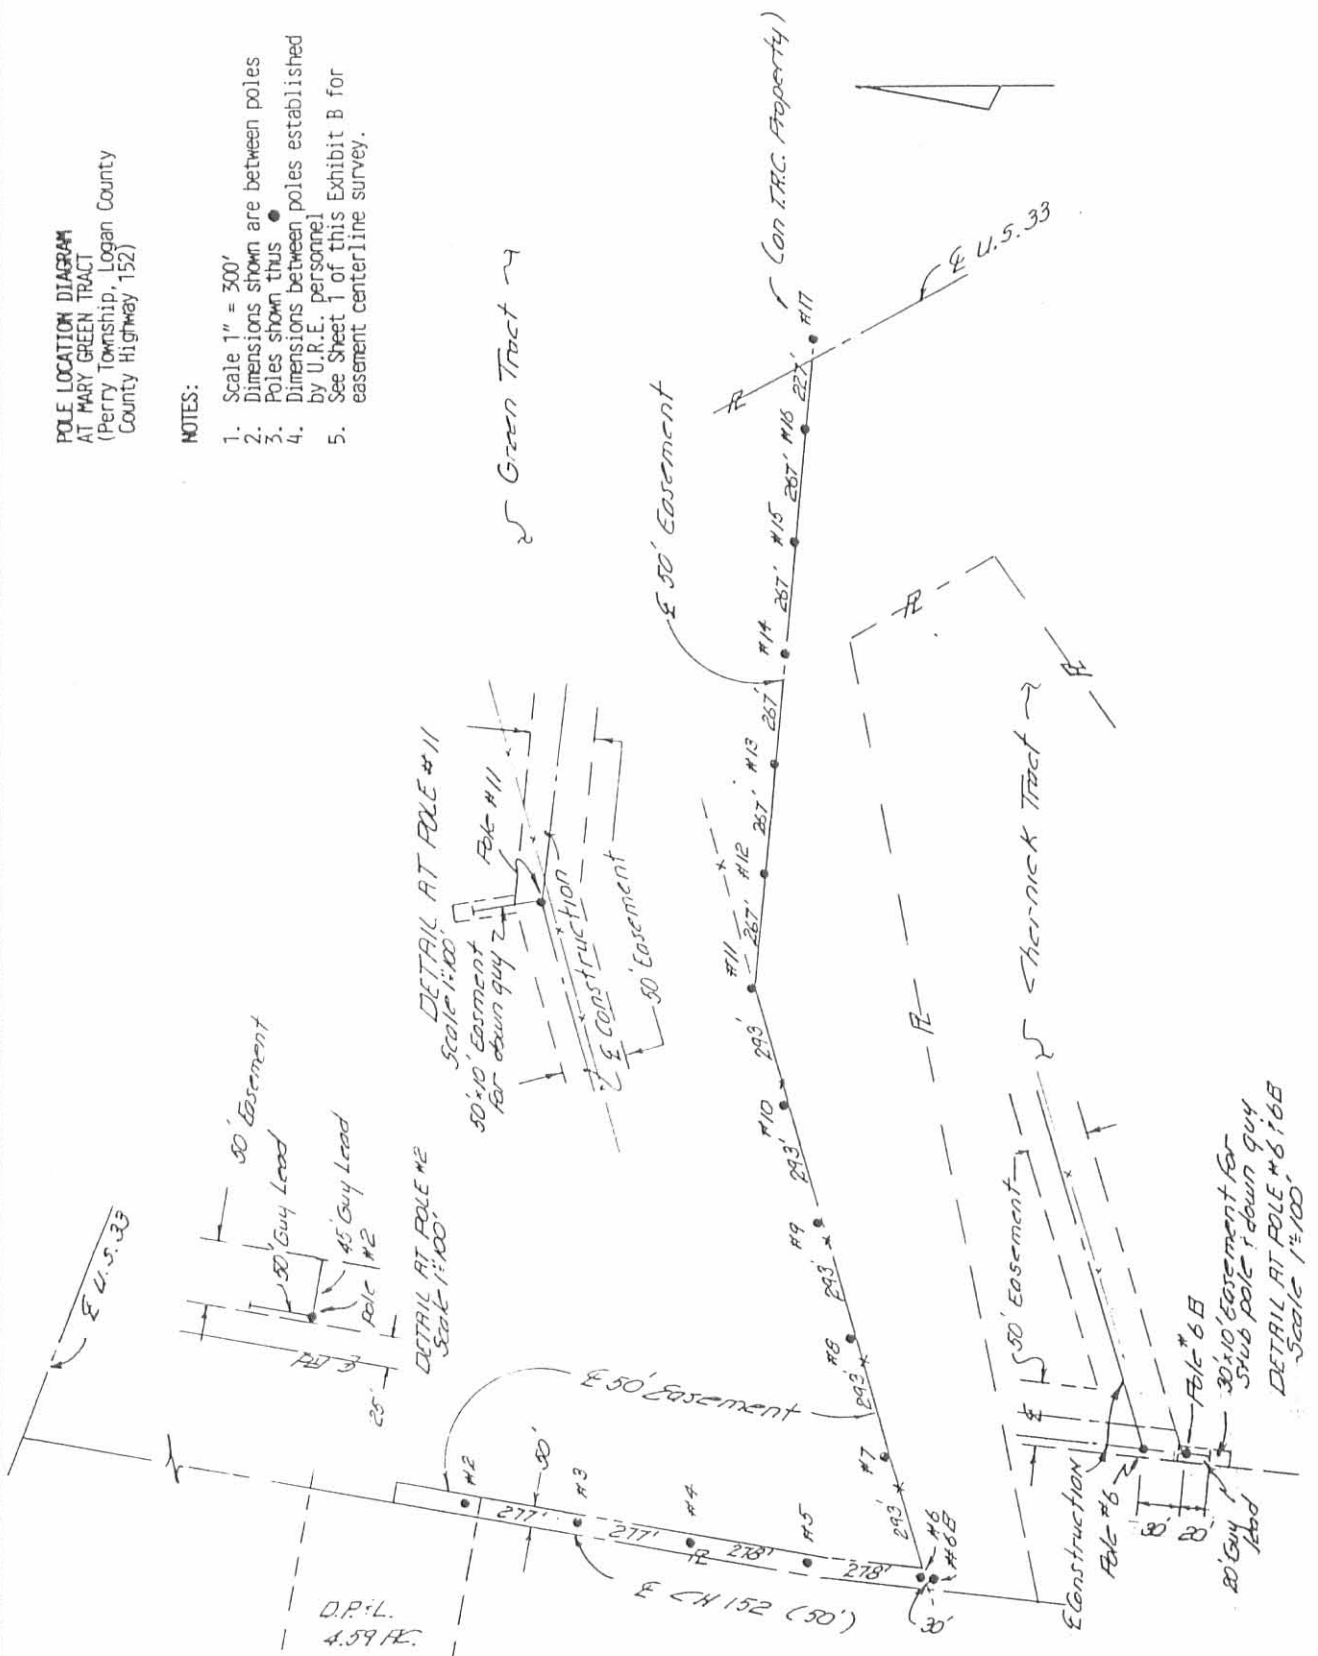 POLE LOCATION DIAGRAM
AT MARY GREEN TRACT
(Perry Township, Logan County
County Highway 152)
NOTES:
1. Scale 1" = 300'
2. Dimensions shown are between poles
3. Poles shown thus ●
4. Dimensions between poles established
by U.R.E. personnel
5. See Sheet 1 of this Exhibit B for
easement centerline survey.
Green Tract
(on T.R.C. Property)
℄ U.S. 33
℄ 50' Easement
#17
227'
#16
267'
#15
267'
#14
267'
#13
267'
#12
267'
#11
293'
#10
293'
#9
293'
#8
293'
#7
293'
#6
#6B
30'
℄ U.S. 33
50' Easement
50' Guy Lead
45' Guy Lead
Pole #2
25'
DETAIL AT POLE #2
Scale 1"=100'
DETAIL AT POLE #11
Scale 1"=100'
50'x10' Easment
for down guy
Pole #11
℄ Construction
50' Easement
℄ 50' Easement
#2
50'
277'
#3
277'
#4
278'
#5
278'
℄ CH 152 (50')
D.P.&L.
4.59 AC.
Chernick Tract
50' Easement
℄
℄ Construction
Pole #6
30'
20'
20' Guy
lead
Pole #6B
30'x10' Easement for
stub pole & down guy
DETAIL AT POLE #6 & 6B
Scale 1"=100'